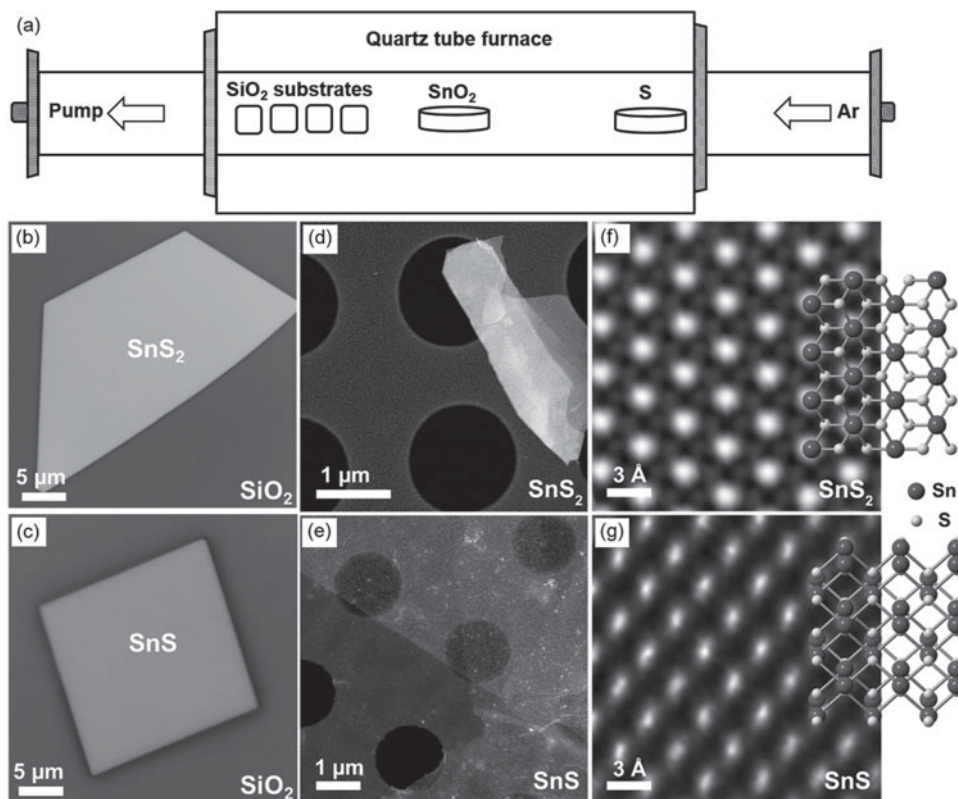 (a)
Quartz tube furnace
SiO₂ substrates
SnO₂
S
Pump
Ar
(b)
SnS₂
5 μm
SiO₂
(d)
1 μm
SnS₂
(f)
3 Å
SnS₂
Sn
S
(c)
SnS
5 μm
SiO₂
(e)
1 μm
SnS
(g)
3 Å
SnS